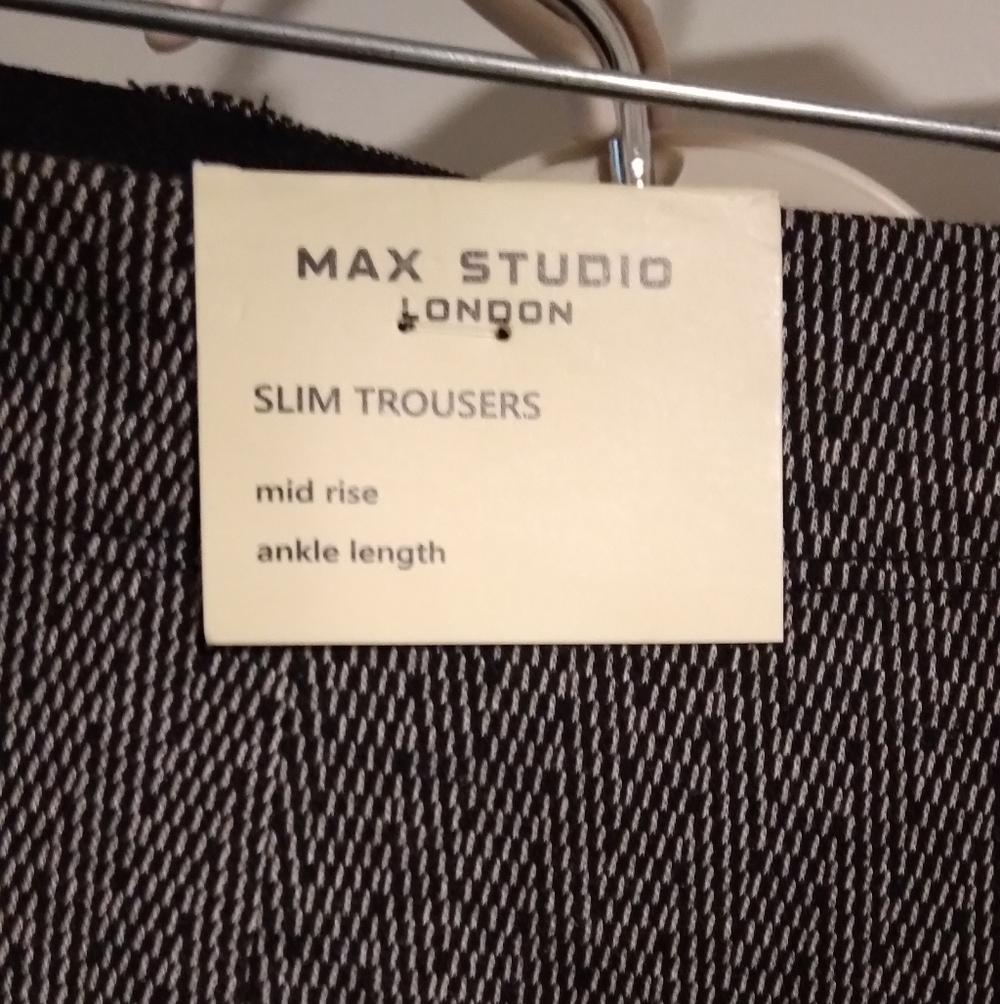 MAX STUDIO
LONDON
SLIM TROUSERS
mid rise
ankle length